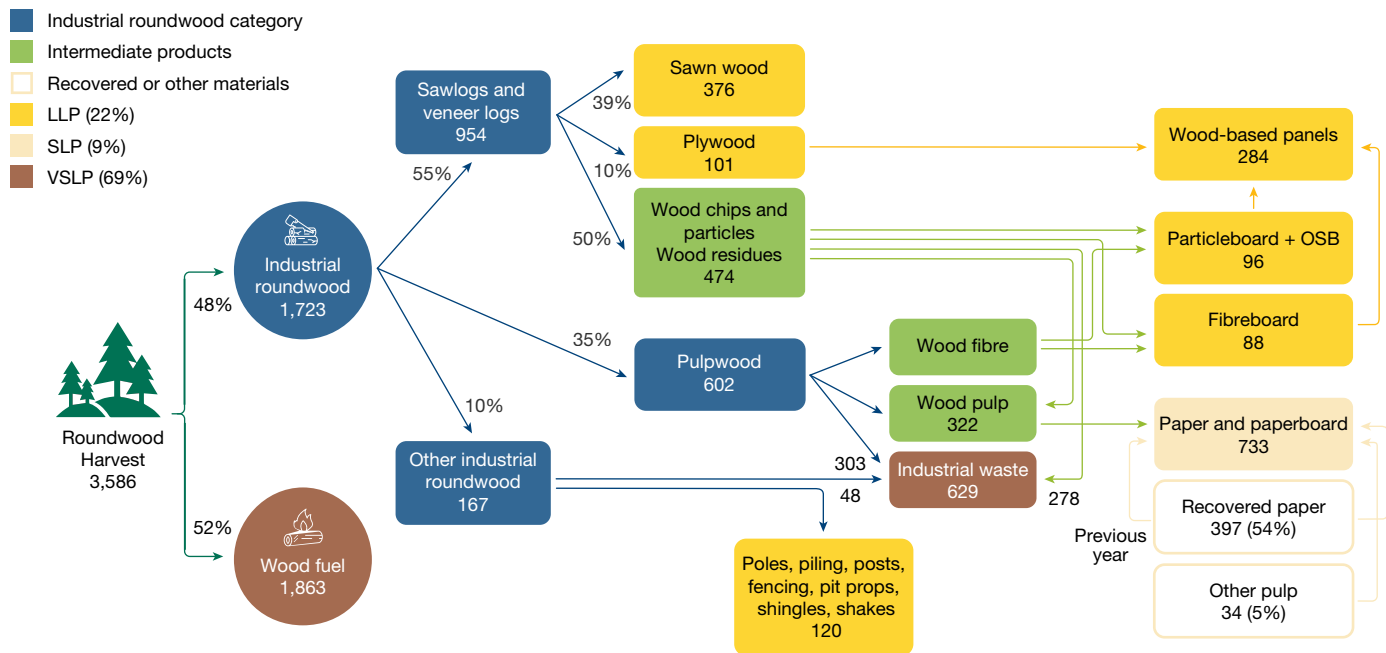 Industrial roundwood category
Intermediate products
Recovered or other materials
LLP (22%)
SLP (9%)
VSLP (69%)
Roundwood
Harvest
3,586
48%
52%
Industrial
roundwood
1,723
Wood fuel
1,863
55%
35%
10%
Sawlogs and
veneer logs
954
39%
10%
50%
Sawn wood
376
Plywood
101
Wood chips and
particles
Wood residues
474
Pulpwood
602
Other industrial
roundwood
167
303
48
278
Wood fibre
Wood pulp
322
Industrial waste
629
Poles, piling, posts,
fencing, pit props,
shingles, shakes
120
Wood-based panels
284
Particleboard + OSB
96
Fibreboard
88
Paper and paperboard
733
Previous
year
Recovered paper
397 (54%)
Other pulp
34 (5%)